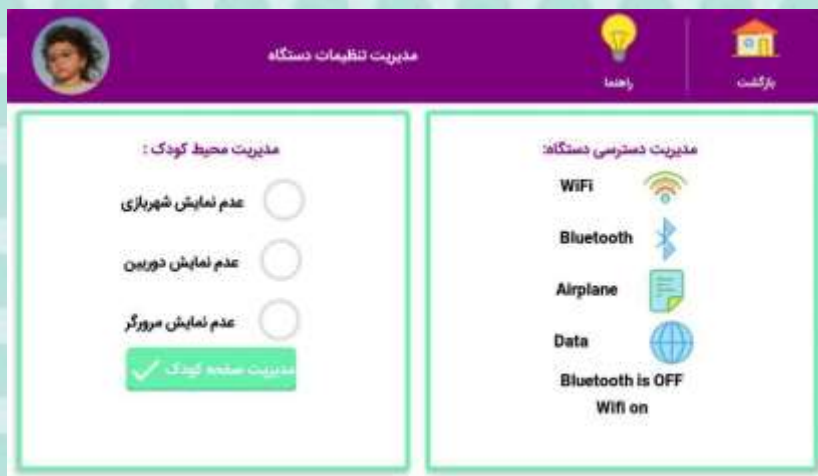 مدیریت تنظیمات دستگاه
راهنما
بازگشت
مدیریت دسترسی دستگاه:
WiFi
Bluetooth
Airplane
Data
Bluetooth is OFF
Wifi on
مدیریت محیط کودک :
عدم نمایش شهربازی
عدم نمایش دوربین
عدم نمایش مرورگر
مدیریت صفحه کودک